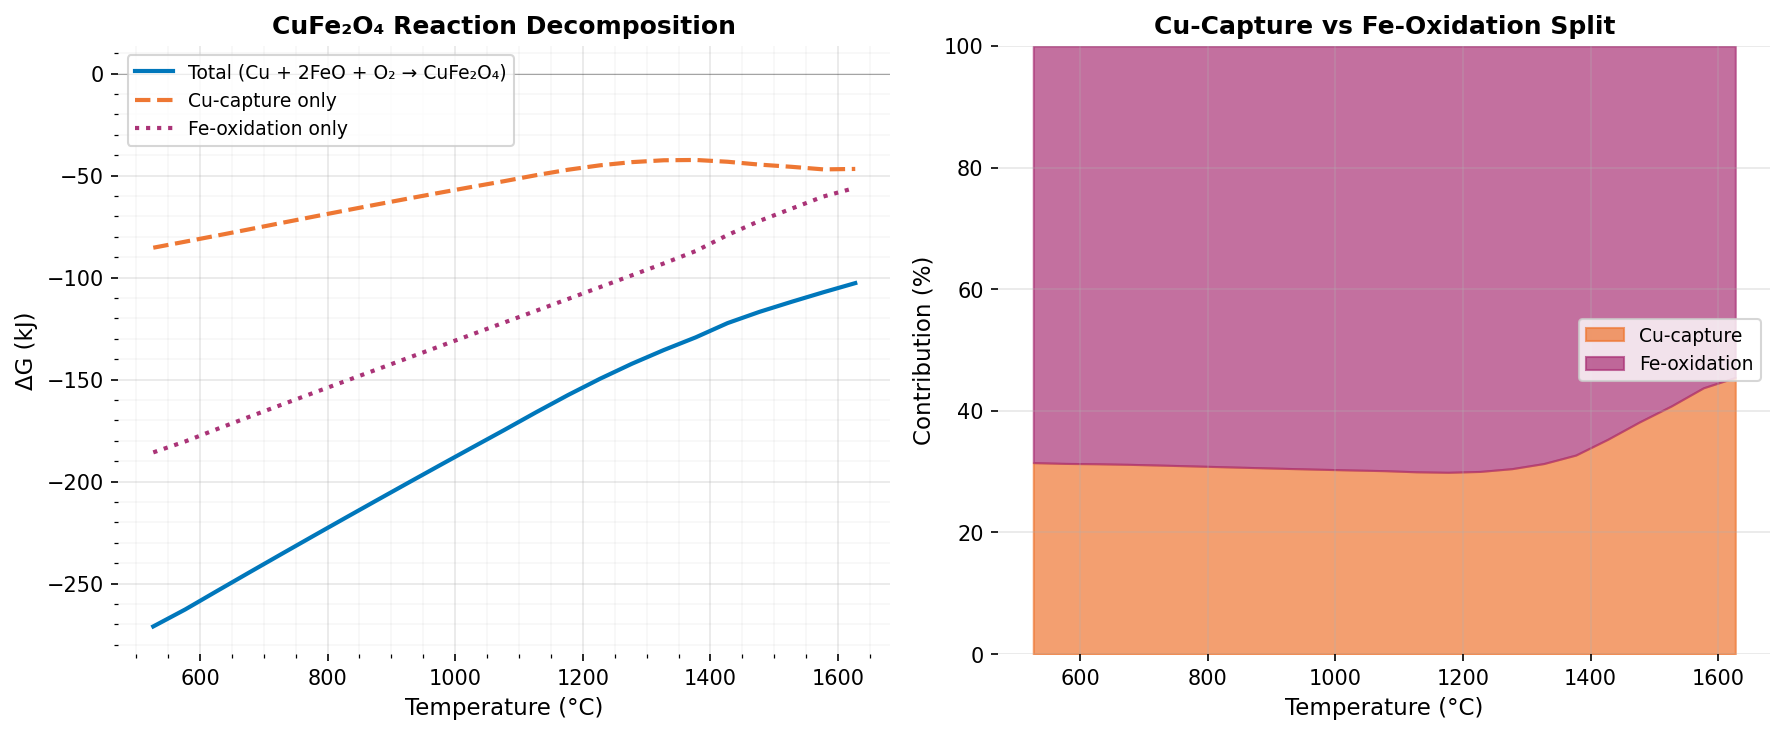 CuFe₂O₄ Reaction Decomposition
Total (Cu + 2FeO + O₂ → CuFe₂O₄)
Cu-capture only
Fe-oxidation only
0
−50
−100
−150
−200
−250
ΔG (kJ)
600 800 1000 1200 1400 1600
Temperature (°C)
Cu-Capture vs Fe-Oxidation Split
100
80
60
40
20
0
Contribution (%)
Cu-capture
Fe-oxidation
600 800 1000 1200 1400 1600
Temperature (°C)